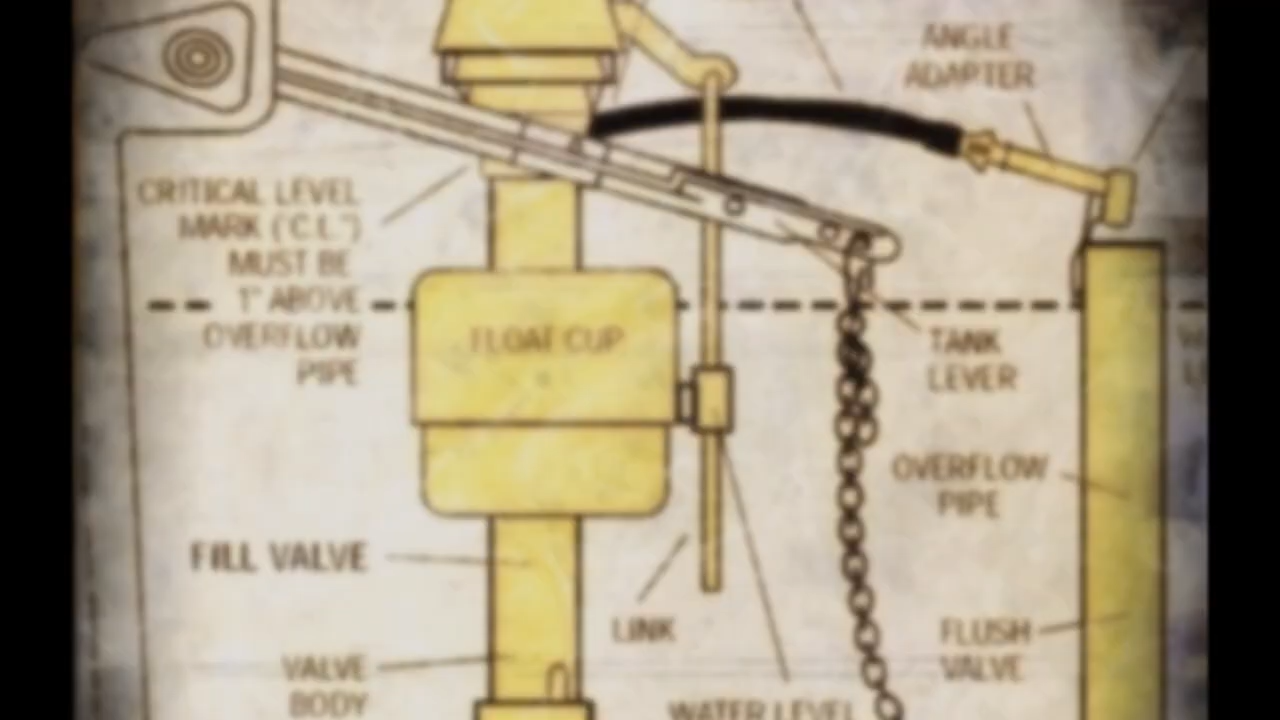 ANGLE
ADAPTER
CRITICAL LEVEL
MARK ("C.L.")
MUST BE
1" ABOVE
OVERFLOW
PIPE
FLOAT CUP
TANK
LEVER
OVERFLOW
PIPE
FILL VALVE
LINK
FLUSH
VALVE
VALVE
BODY
WATER LEVEL